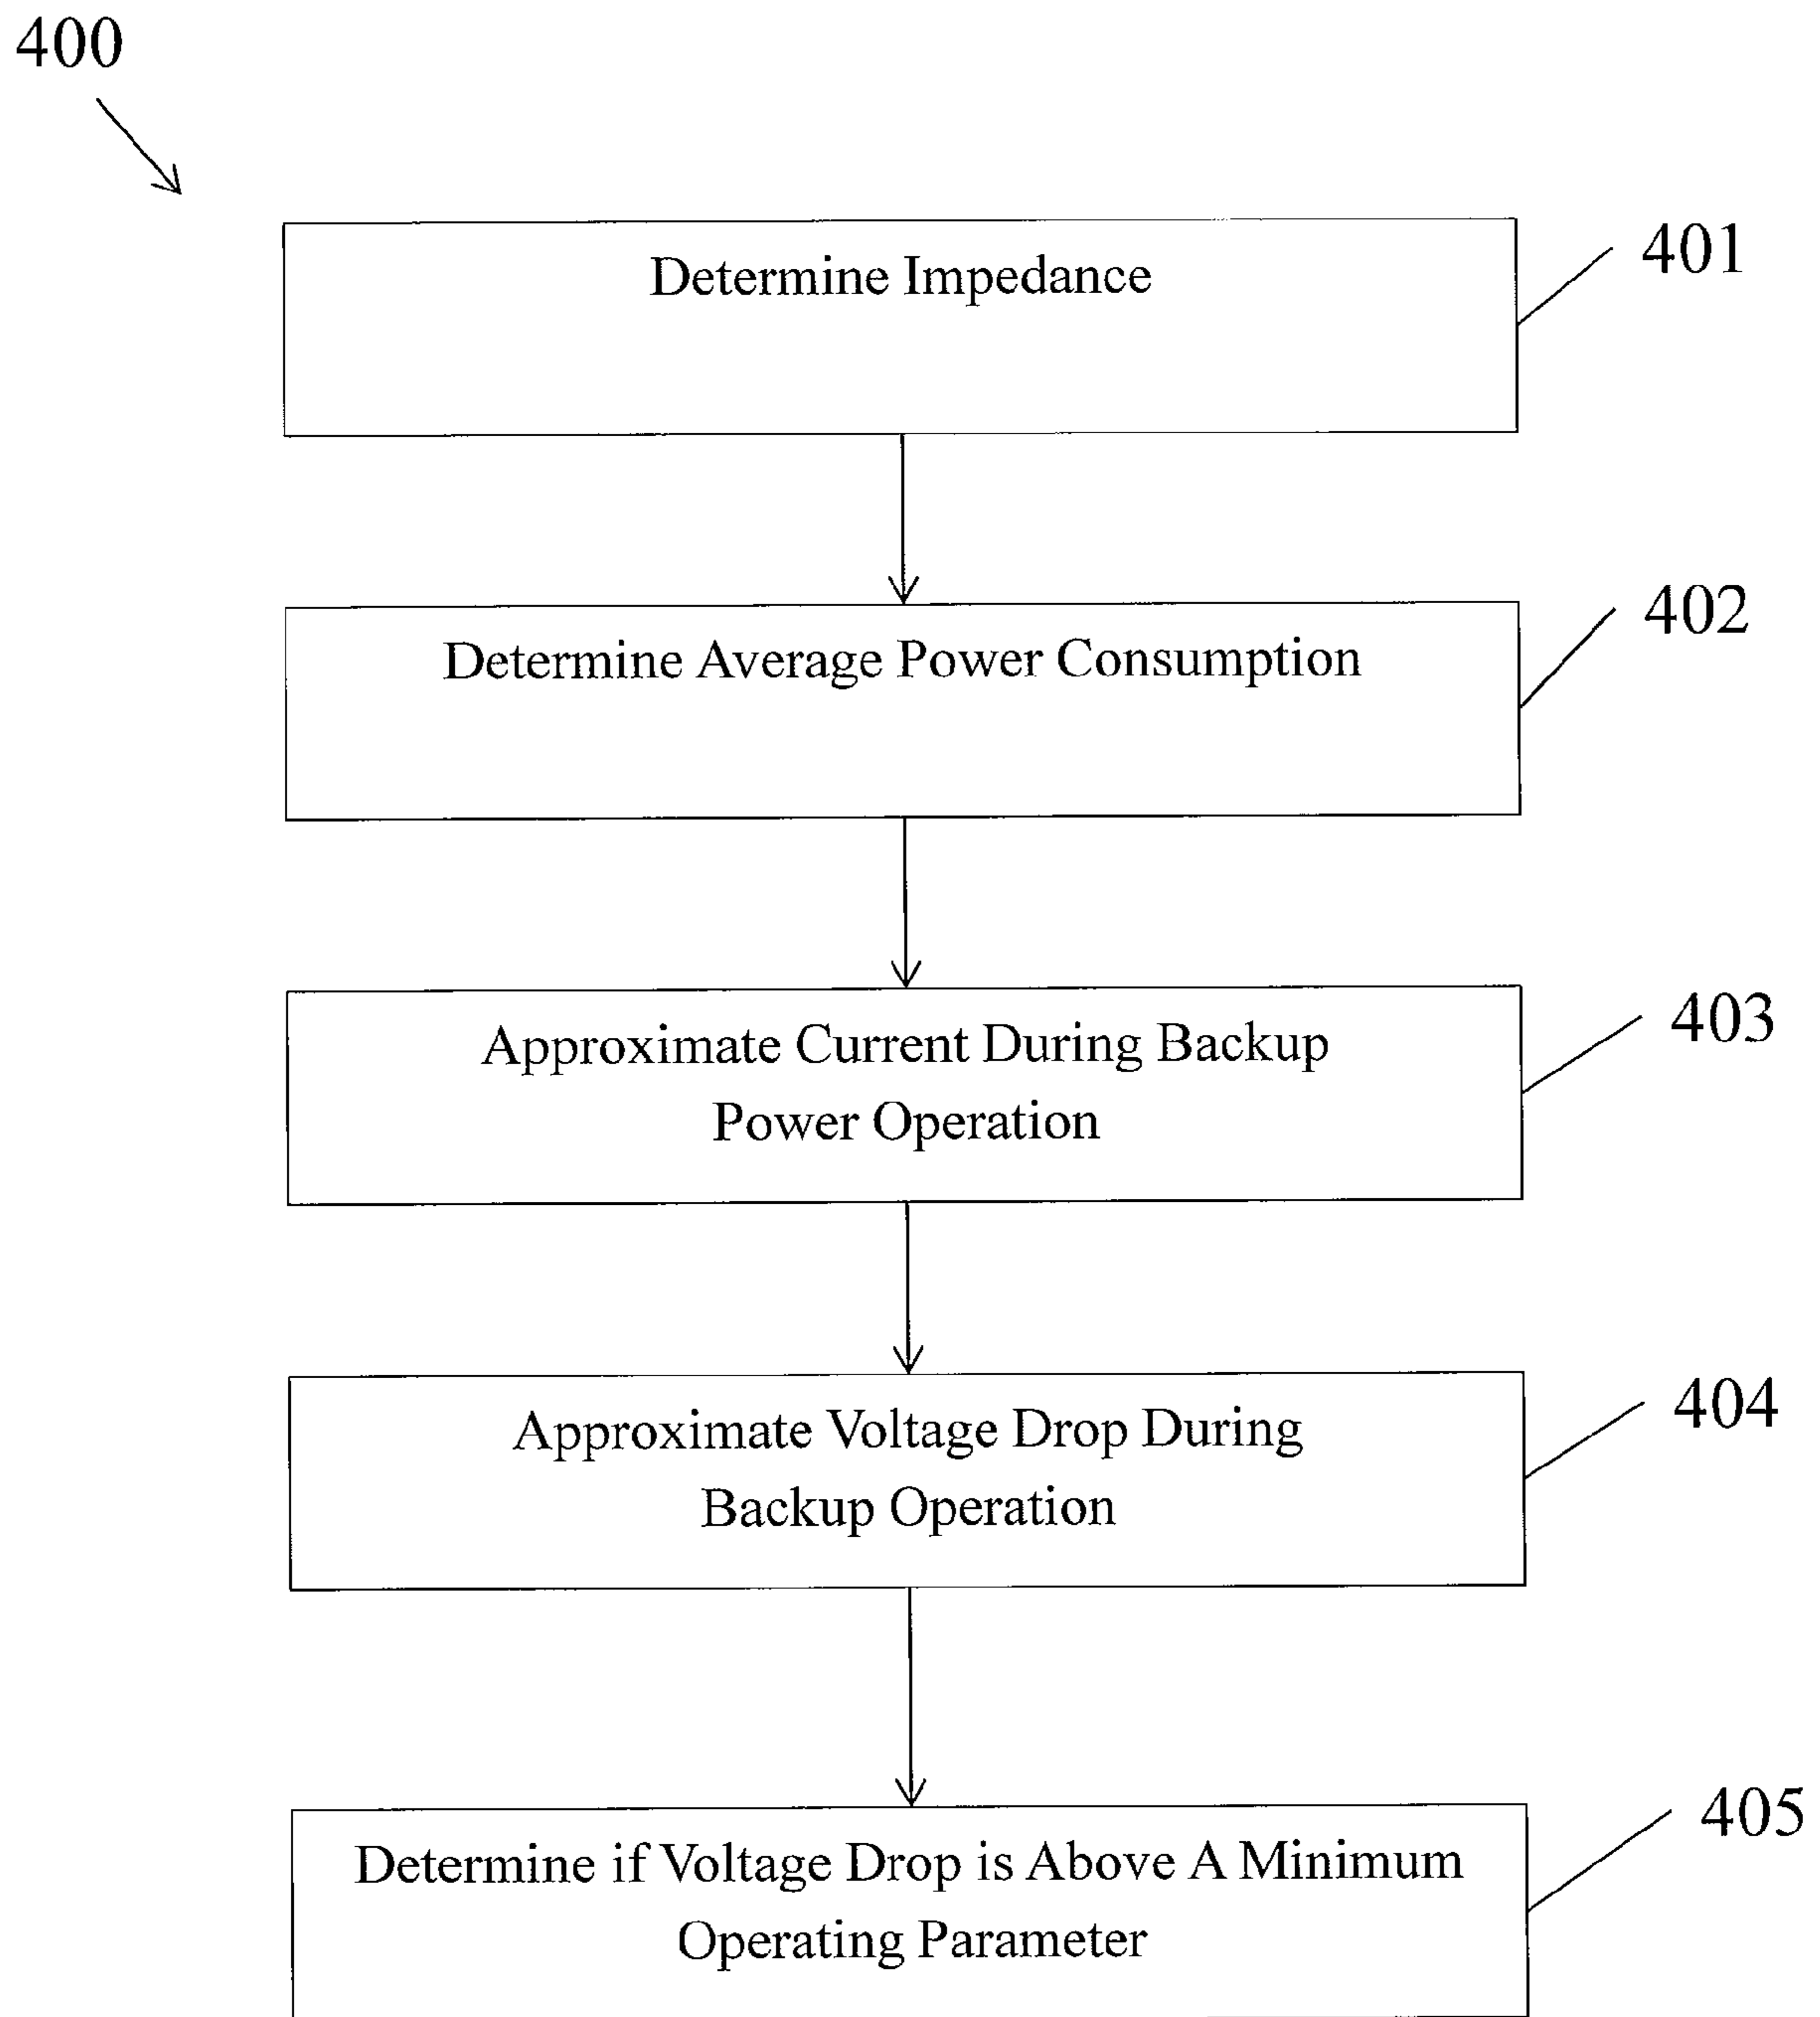 400
Determine Impedance
401
Determine Average Power Consumption
402
Approximate Current During Backup
Power Operation
403
Approximate Voltage Drop During
Backup Operation
404
Determine if Voltage Drop is Above A Minimum
Operating Parameter
405